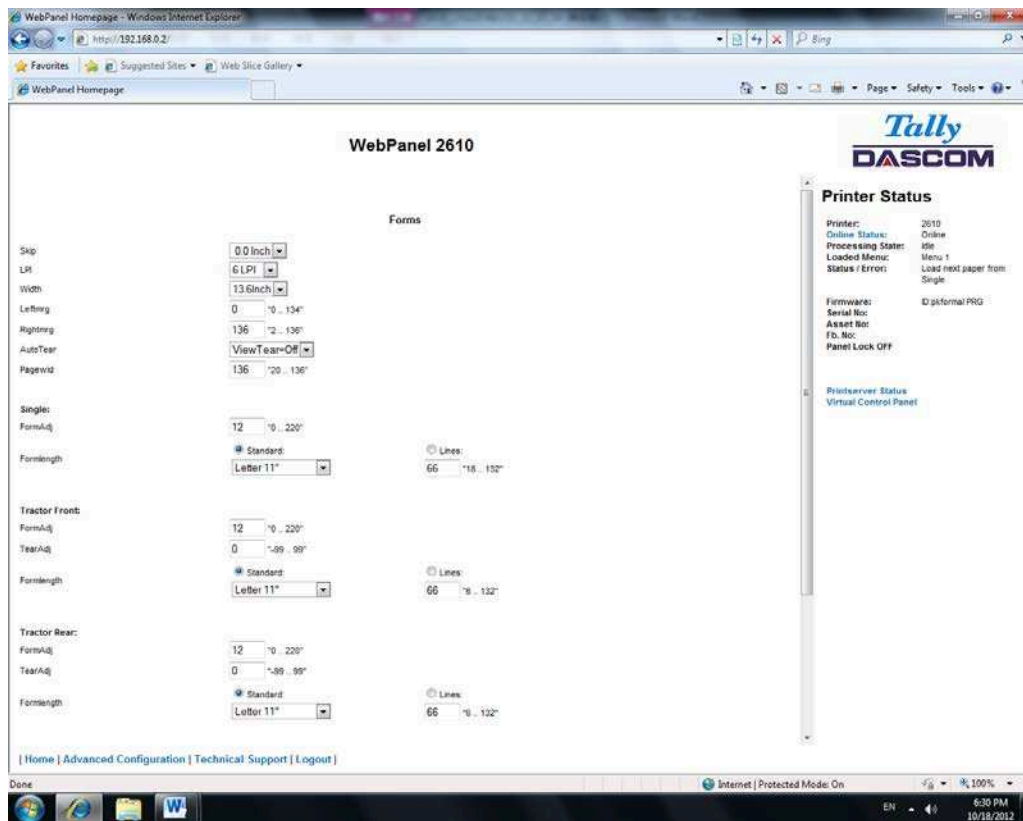 WebPanel Homepage - Windows Internet Explorer
http://192.168.0.2/
Bing
Favorites Suggested Sites Web Slice Gallery
WebPanel Homepage
Page Safety Tools
Tally
DASCOM
WebPanel 2610
Printer Status
Printer: 2610
Online Status: Online
Processing State: Idle
Loaded Menu: Menu 1
Status / Error: Load next paper from
Single
Firmware: D.pkformal PRG
Serial No:
Asset No:
Fb. No:
Panel Lock OFF
Printserver Status
Virtual Control Panel
Forms
Skip 0.0 Inch
LPI 6 LPI
Width 13.6Inch
Leftmrg 0 "0 .. 134"
Rightmrg 136 "2 .. 136"
AutoTear ViewTear=Off
Pagewid 136 "20 .. 136"
Single:
FormAdj 12 "0 .. 220"
Standard: Lines:
Formlength Letter 11" 66 "18 .. 132"
Tractor Front:
FormAdj 12 "0 .. 220"
TearAdj 0 "-99 .. 99"
Standard: Lines:
Formlength Letter 11" 66 "6 .. 132"
Tractor Rear:
FormAdj 12 "0 .. 220"
TearAdj 0 "-99 .. 99"
Standard: Lines:
Formlength Letter 11" 66 "6 .. 132"
| Home | Advanced Configuration | Technical Support | Logout |
Done Internet | Protected Mode: On 100%
EN 6:30 PM
10/18/2012